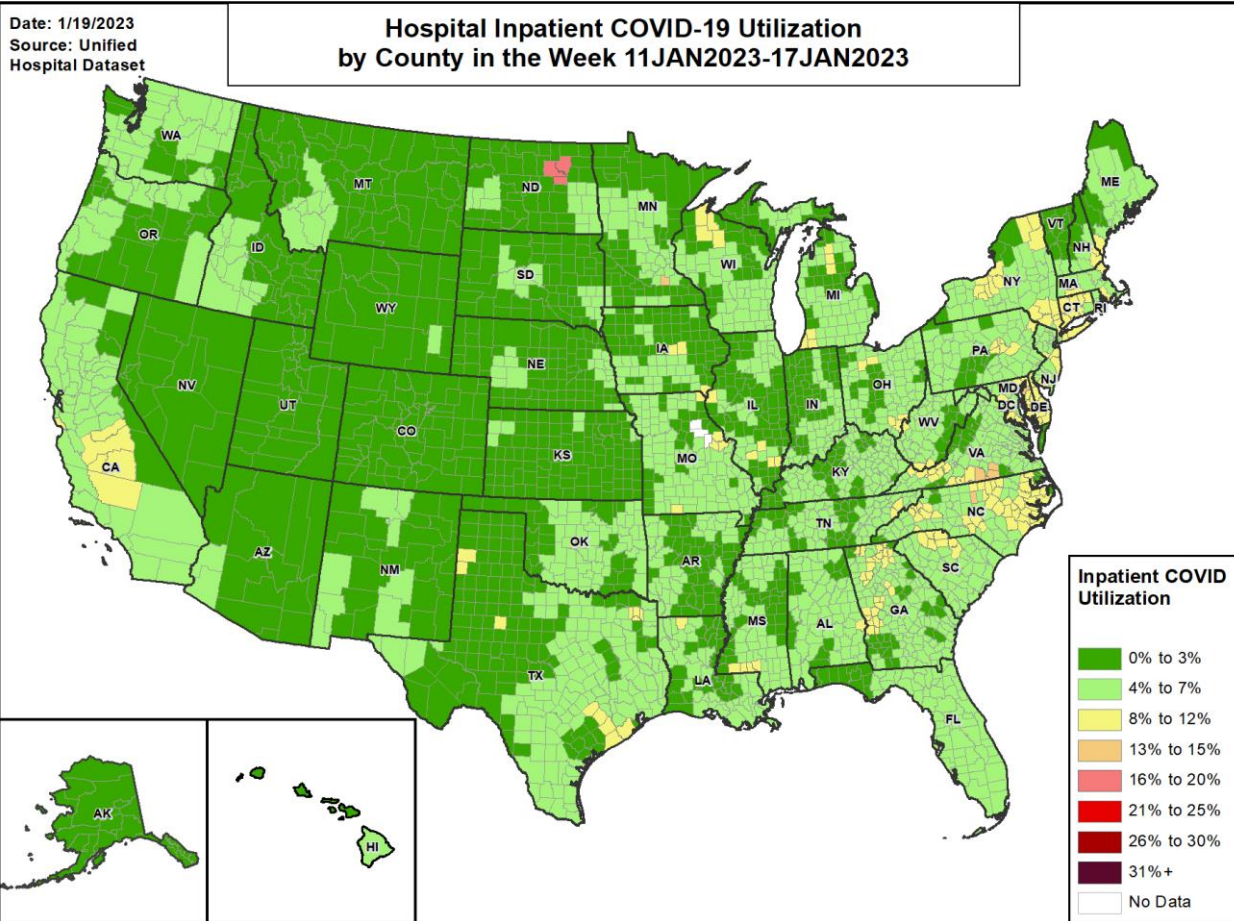 Date: 1/19/2023
Source: Unified
Hospital Dataset
Hospital Inpatient COVID-19 Utilization
by County in the Week 11JAN2023-17JAN2023
WA
MT
ND
MN
ME
OR
ID
SD
WI
VT
NH
WY
MI
NY
MA
CT
RI
NV
UT
NE
IA
PA
NJ
CO
IL
IN
OH
MD
DC
DE
WV
CA
KS
MO
KY
VA
AZ
NM
OK
AR
TN
NC
SC
TX
LA
MS
AL
GA
FL
AK
HI
Inpatient COVID
Utilization
0% to 3%
4% to 7%
8% to 12%
13% to 15%
16% to 20%
21% to 25%
26% to 30%
31%+
No Data